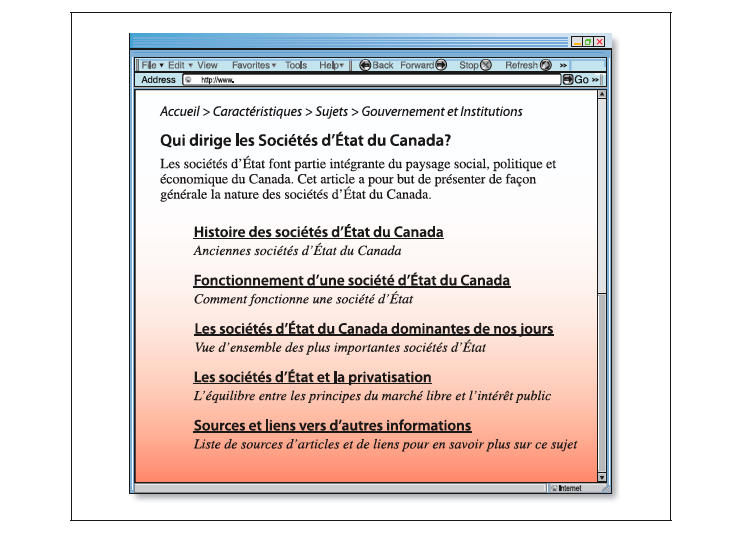 File Edit View Favorites Tools Help Back Forward Stop Refresh »
Address http://www. Go »
Accueil > Caractéristiques > Sujets > Gouvernement et Institutions
Qui dirige les Sociétés d'État du Canada?
Les sociétés d'État font partie intégrante du paysage social, politique et
économique du Canada. Cet article a pour but de présenter de façon
générale la nature des sociétés d'État du Canada.
Histoire des sociétés d'État du Canada
Anciennes sociétés d'État du Canada
Fonctionnement d'une société d'État du Canada
Comment fonctionne une société d'État
Les sociétés d'État du Canada dominantes de nos jours
Vue d'ensemble des plus importantes sociétés d'État
Les sociétés d'État et la privatisation
L'équilibre entre les principes du marché libre et l'intérêt public
Sources et liens vers d'autres informations
Liste de sources d'articles et de liens pour en savoir plus sur ce sujet
Internet